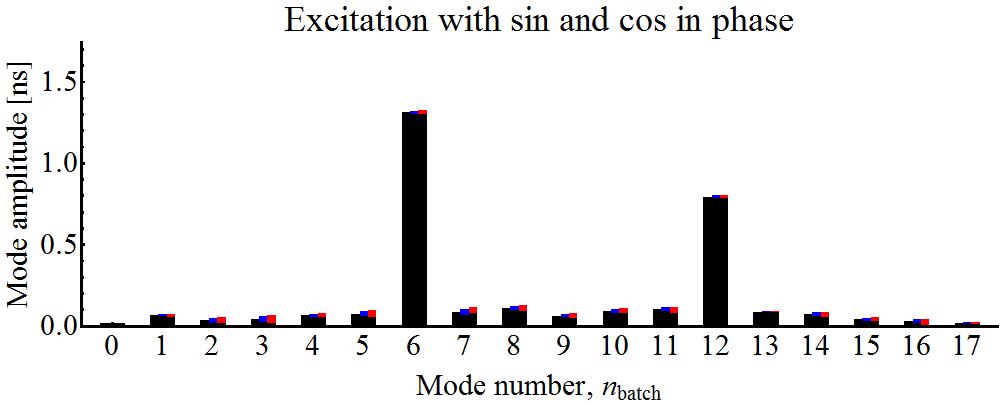 Excitation with sin and cos in phase
Mode amplitude [ns]
1.5
1.0
0.5
0.0
0 1 2 3 4 5 6 7 8 9 10 11 12 13 14 15 16 17
Mode number, nbatch